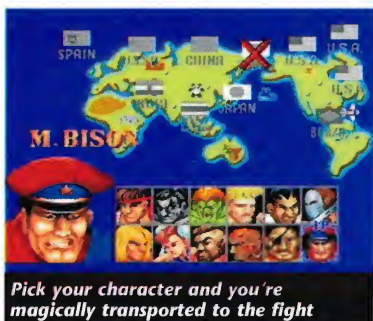 SPAIN
CHINA
U.S.A.
U.S.A.
JAPAN
M. BISON
Pick your character and you're
magically transported to the fight